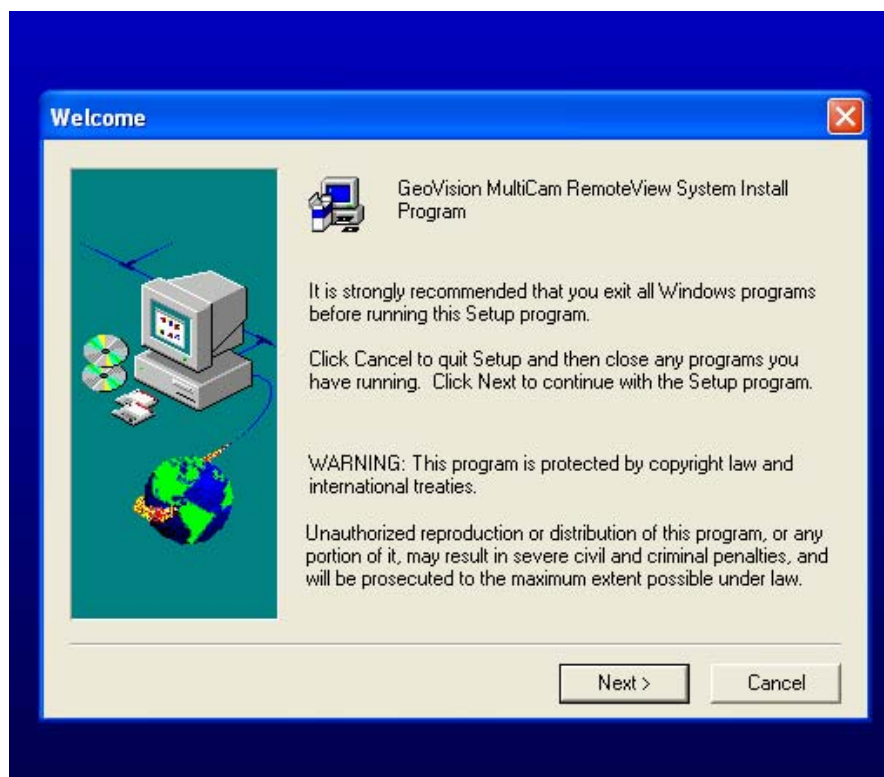 Welcome
GeoVision MultiCam RemoteView System Install
Program
It is strongly recommended that you exit all Windows programs
before running this Setup program.
Click Cancel to quit Setup and then close any programs you
have running.  Click Next to continue with the Setup program.
WARNING: This program is protected by copyright law and
international treaties.
Unauthorized reproduction or distribution of this program, or any
portion of it, may result in severe civil and criminal penalties, and
will be prosecuted to the maximum extent possible under law.
Next >
Cancel